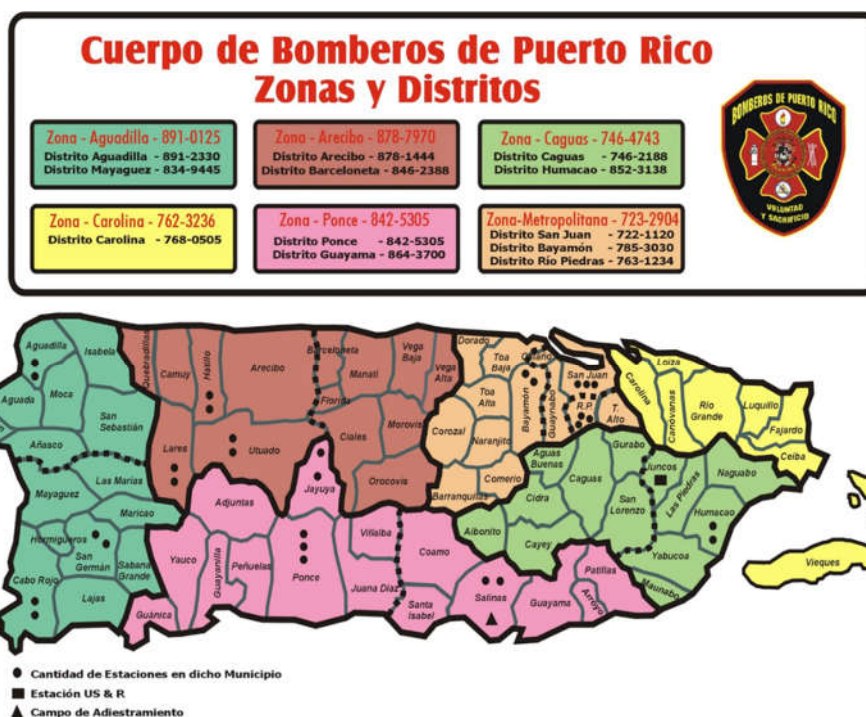 Cuerpo de Bomberos de Puerto Rico
Zonas y Distritos
BOMBEROS DE PUERTO RICO
VOLUNTAD
Y SACRIFICIO
Zona - Aguadilla - 891-0125
Distrito Aguadilla - 891-2330
Distrito Mayaguez - 834-9445
Zona - Arecibo - 878-7970
Distrito Arecibo - 878-1444
Distrito Barceloneta - 846-2388
Zona - Caguas - 746-4743
Distrito Caguas - 746-2188
Distrito Humacao - 852-3138
Zona - Carolina - 762-3236
Distrito Carolina - 768-0505
Zona - Ponce - 842-5305
Distrito Ponce - 842-5305
Distrito Guayama - 864-3700
Zona-Metropolitana - 723-2904
Distrito San Juan - 722-1120
Distrito Bayamón - 785-3030
Distrito Río Piedras - 763-1234
Aguadilla
Isabela
Quebradillas
Camuy
Hatillo
Arecibo
Barceloneta
Manatí
Vega
Baja
Vega
Alta
Dorado
Toa
Baja
Cataño
San Juan
Loiza
Carolina
Canovanas
Río
Grande
Luquillo
Fajardo
Ceiba
Aguada
Moca
San
Sebastián
Añasco
Lares
Utuado
Florida
Ciales
Morovis
Orocovis
Toa
Alta
Bayamón
Guaynabo
R.P.
T.
Alto
Corozal
Naranjito
Comerio
Barranquitas
Aguas
Buenas
Gurabo
Caguas
Cidra
San
Lorenzo
Juncos
Las Piedras
Naguabo
Humacao
Yabucoa
Maunabo
Aibonito
Cayey
Mayaguez
Las Marías
Maricao
Hormigueros
San
Germán
Sabana
Grande
Cabo Rojo
Lajas
Adjuntas
Jayuya
Yauco
Guayanilla
Peñuelas
Ponce
Villalba
Juana Díaz
Guánica
Coamo
Santa
Isabel
Salinas
Guayama
Arroyo
Patillas
Vieques
Cantidad de Estaciones en dicho Municipio
Estación US & R
Campo de Adiestramiento